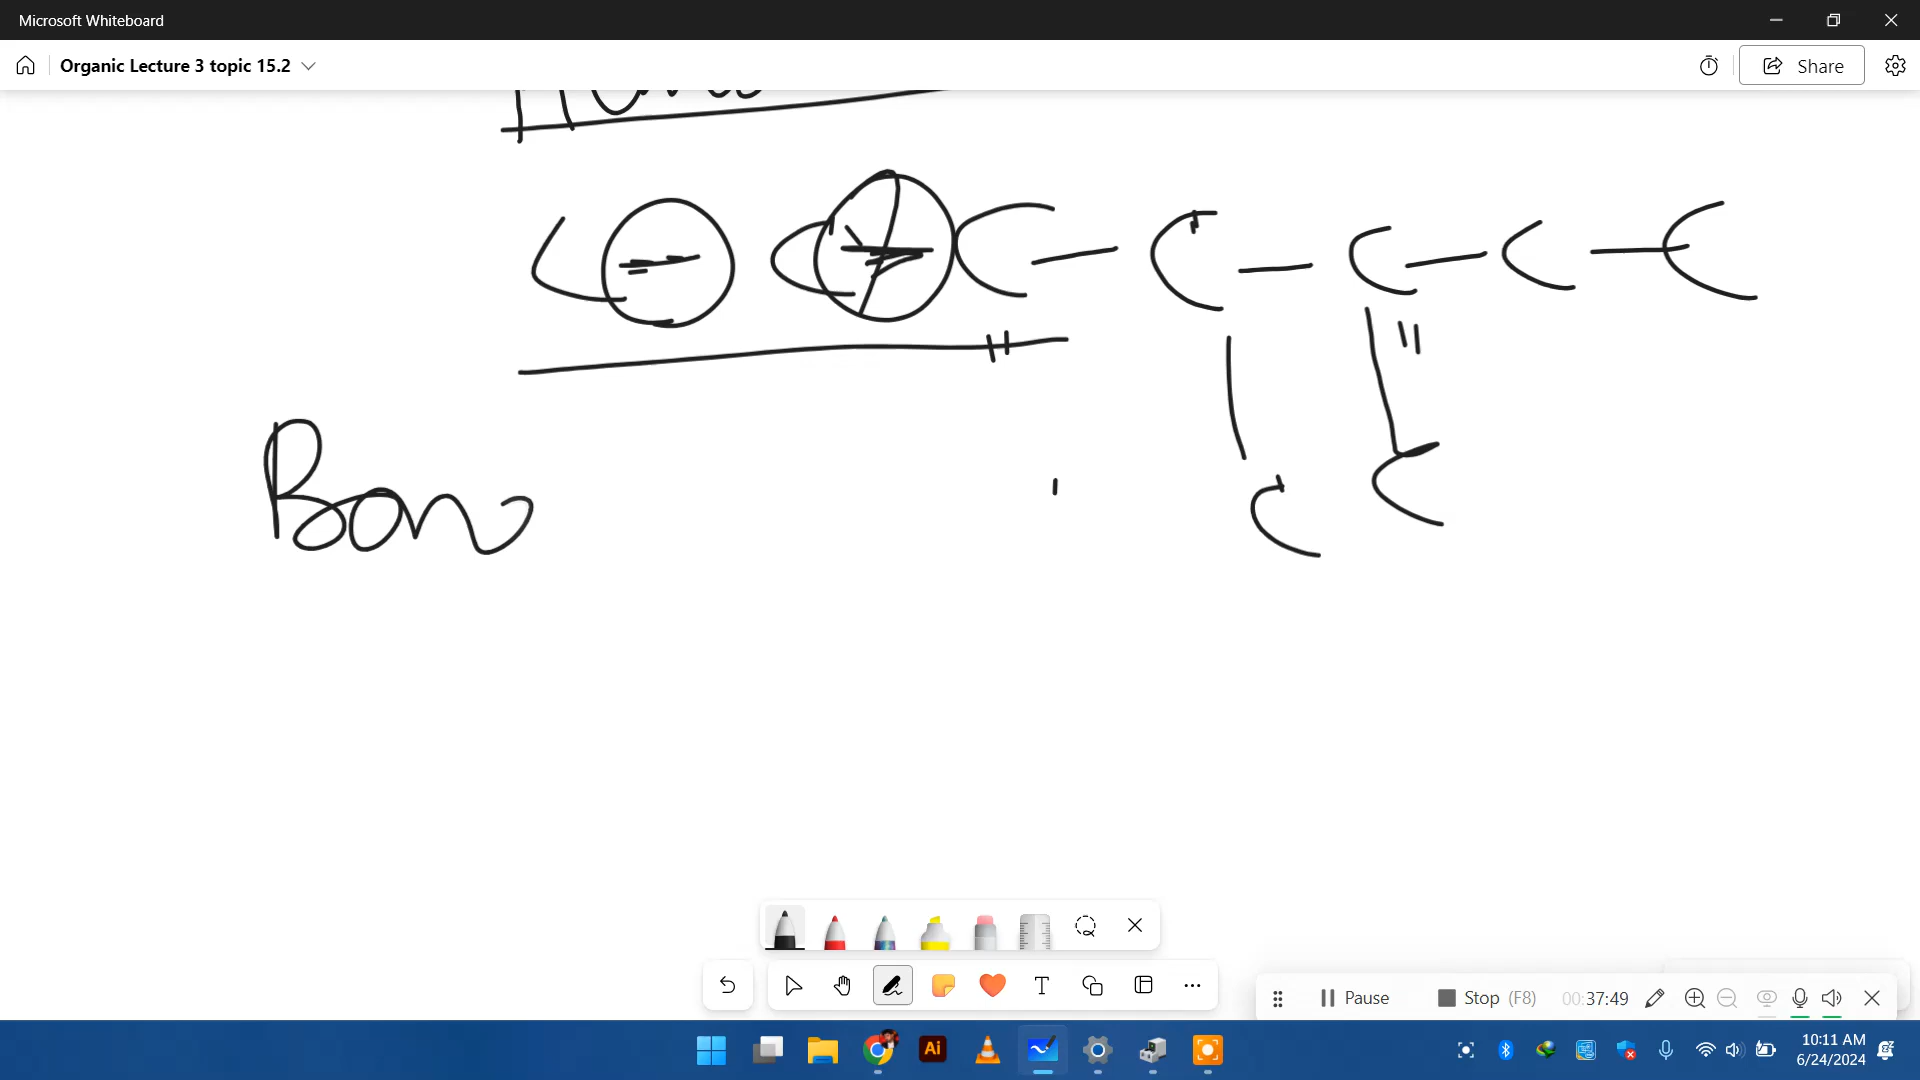 Microsoft Whiteboard
Organic Lecture 3 topic 15.2
Share
C = C = C — C — C — C — C
C C
Bon
Pause
Stop (F8)
00:37:49
Ai
10:11 AM
6/24/2024